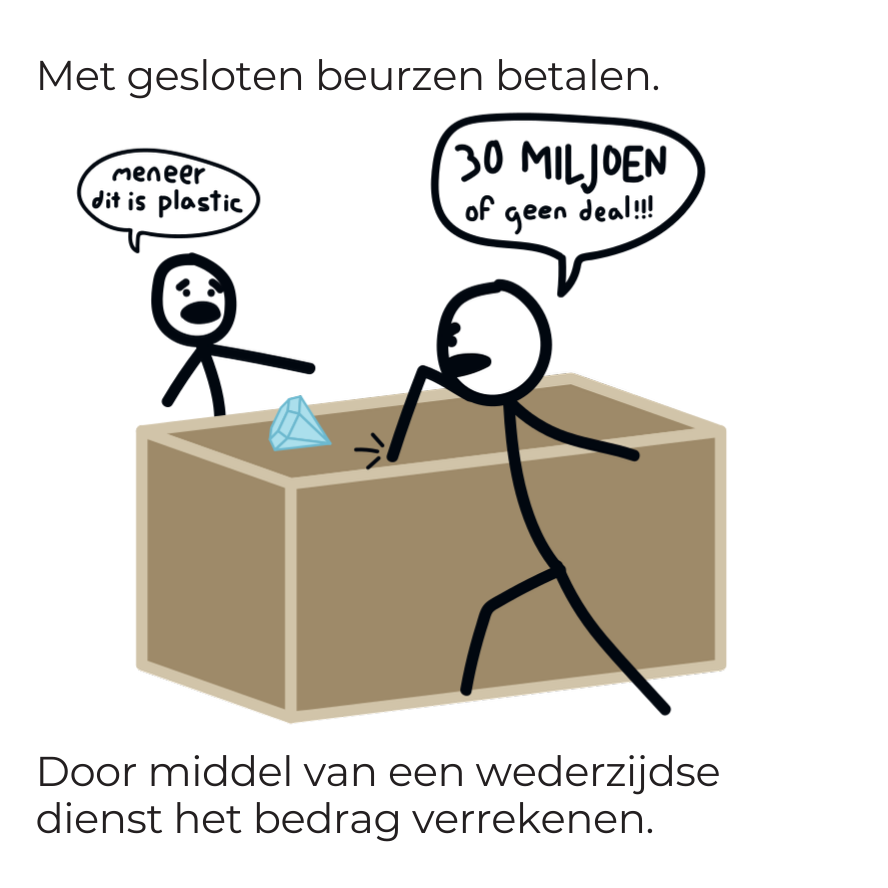 Met gesloten beurzen betalen.
meneer
dit is plastic
30 MILJOEN
of geen deal!!!
Door middel van een wederzijdse
dienst het bedrag verrekenen.